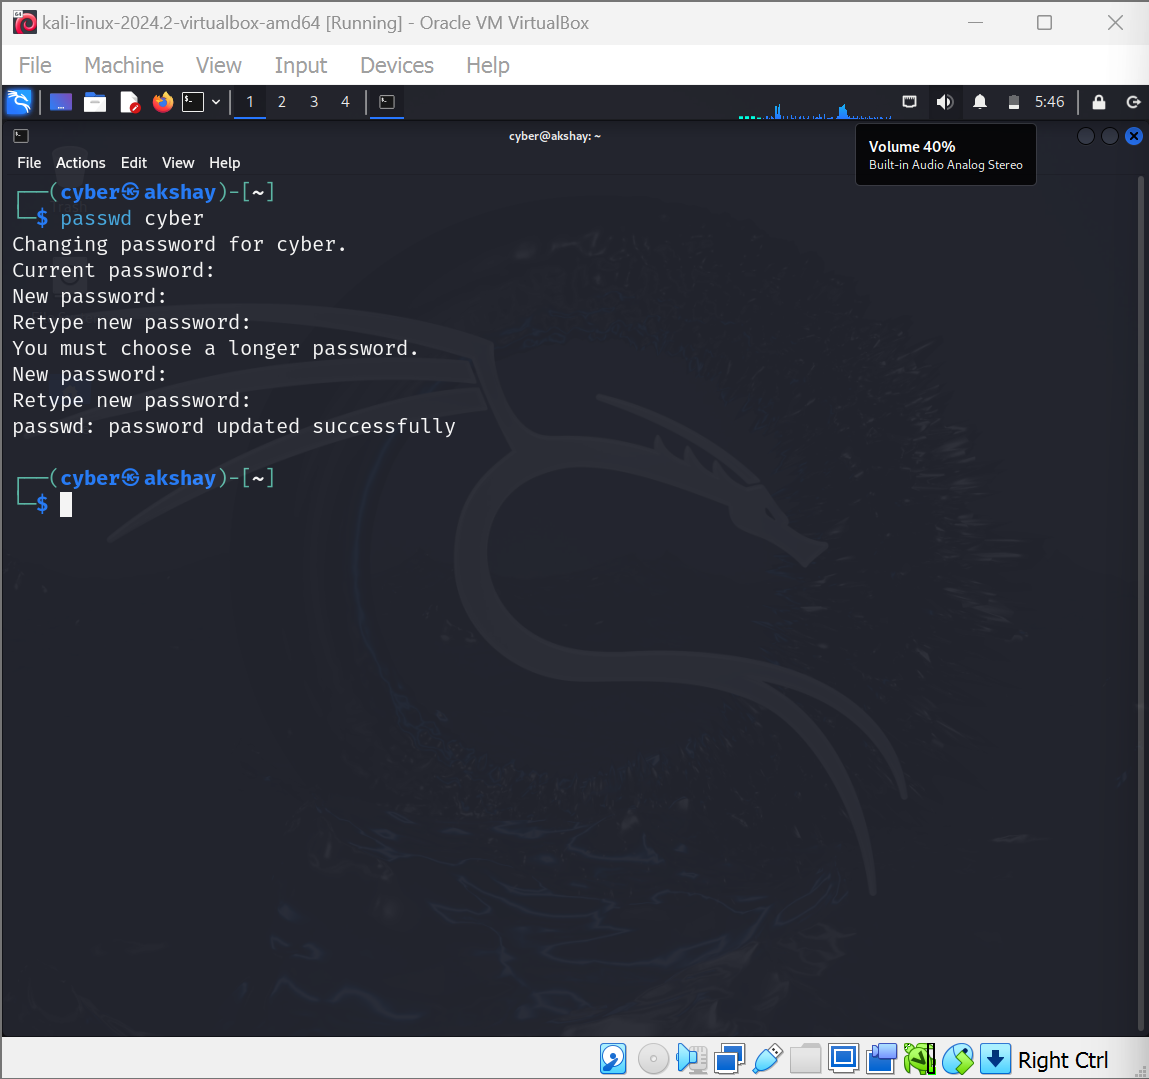 kali-linux-2024.2-virtualbox-amd64 [Running] - Oracle VM VirtualBox
File Machine View Input Devices Help
1 2 3 4 5:46
cyber@akshay: ~
Volume 40%
Built-in Audio Analog Stereo
File Actions Edit View Help
┌──(cyber㉿akshay)-[~]
└─$ passwd cyber
Changing password for cyber.
Current password:
New password:
Retype new password:
You must choose a longer password.
New password:
Retype new password:
passwd: password updated successfully
┌──(cyber㉿akshay)-[~]
└─$
Right Ctrl